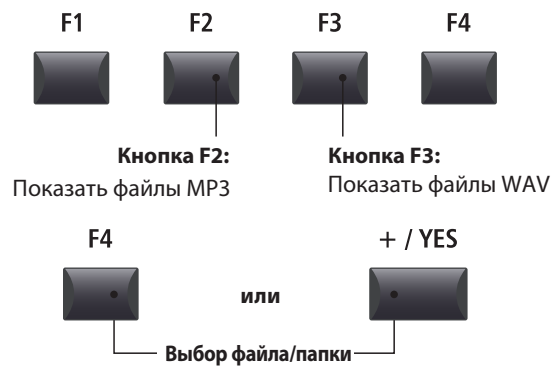 F1 F2 F3 F4
Кнопка F2: Кнопка F3:
Показать файлы MP3 Показать файлы WAV
F4 + / YES
или
Выбор файла/папки